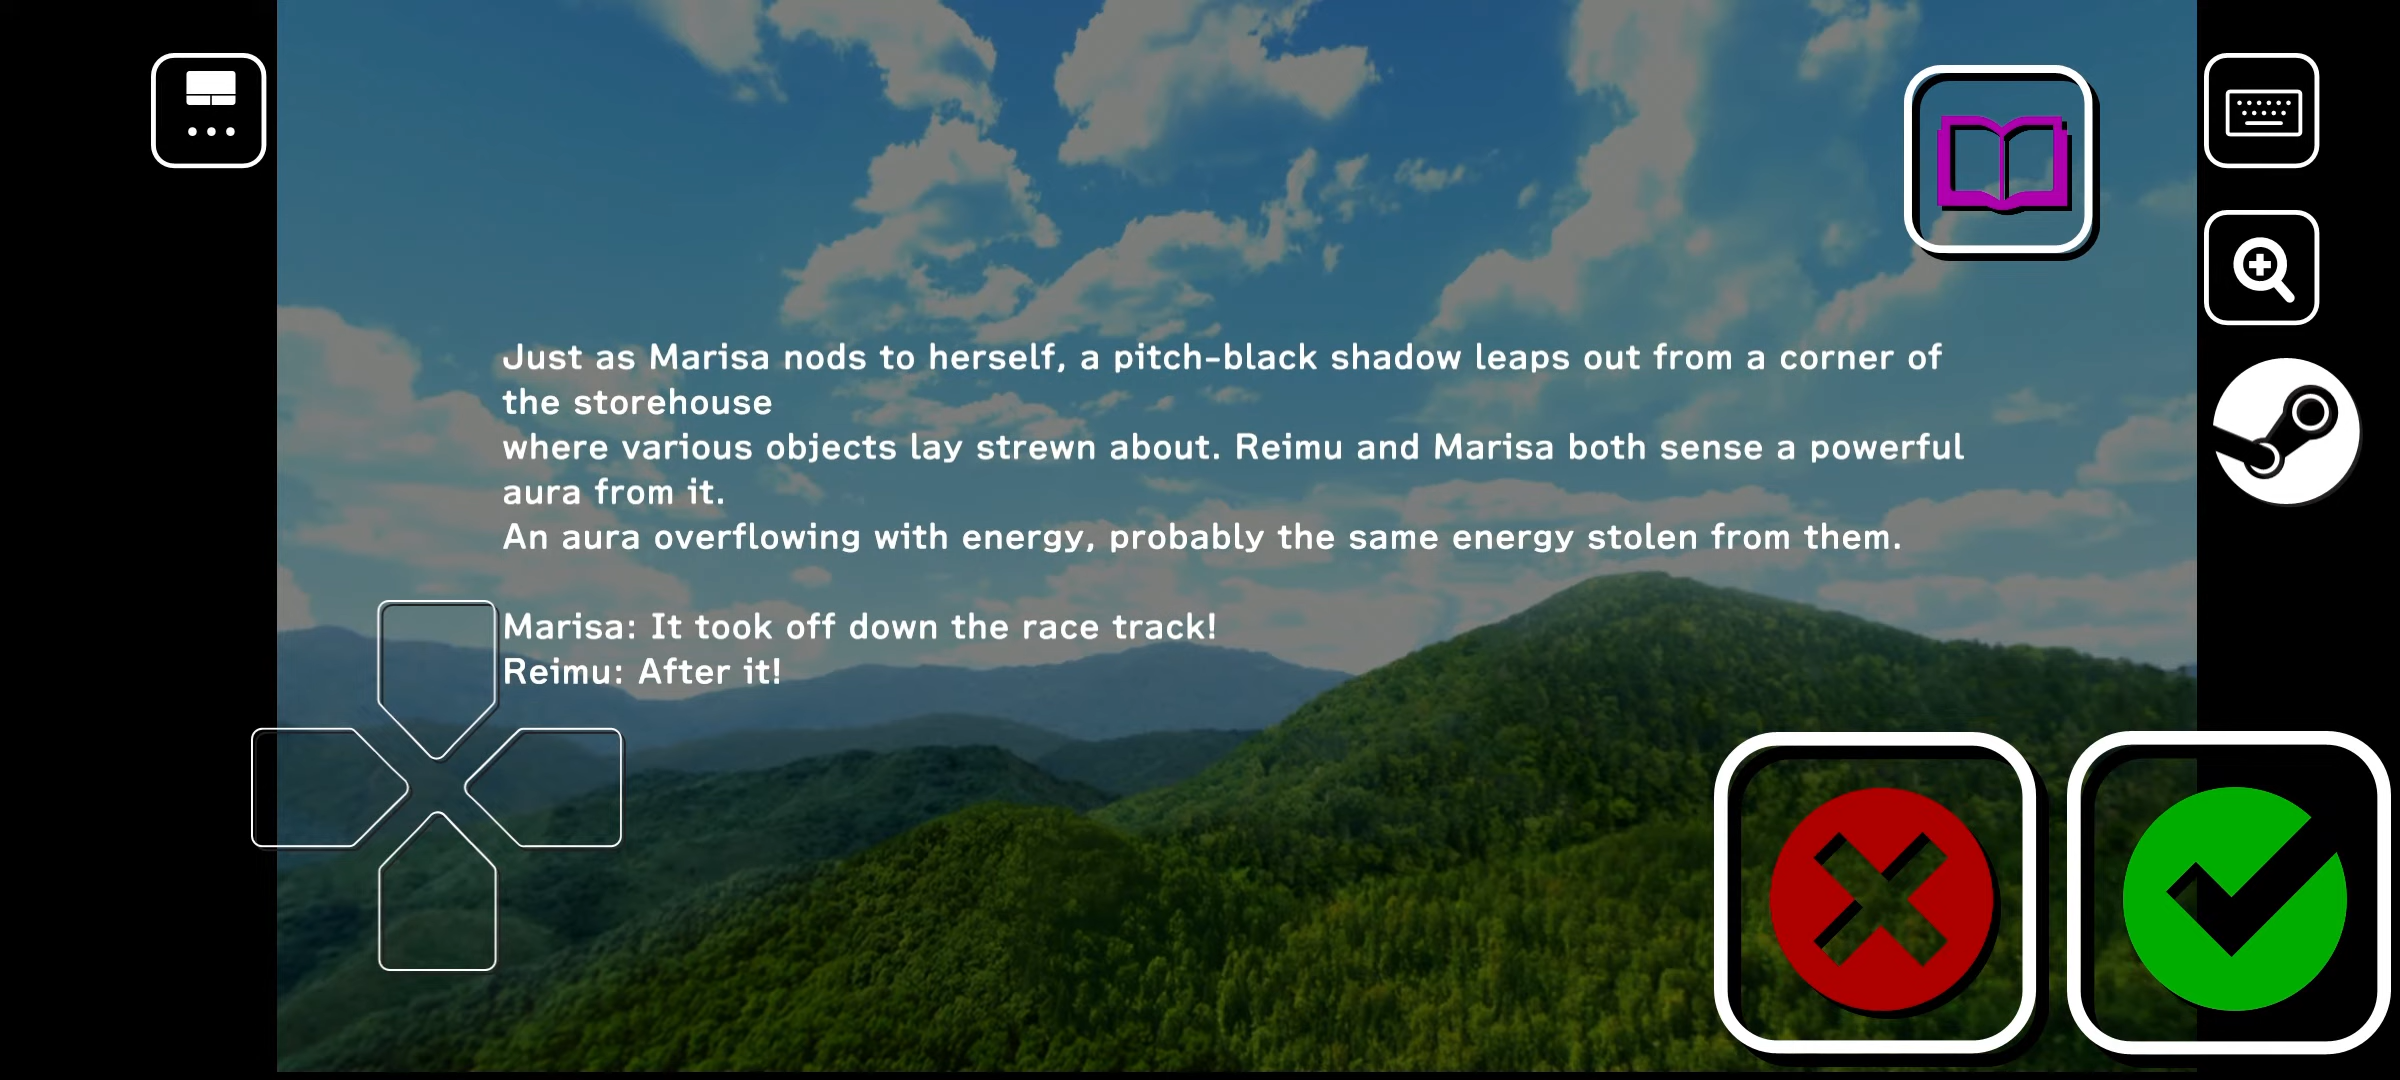 Just as Marisa nods to herself, a pitch-black shadow leaps out from a corner of
the storehouse
where various objects lay strewn about. Reimu and Marisa both sense a powerful
aura from it.
An aura overflowing with energy, probably the same energy stolen from them.
Marisa: It took off down the race track!
Reimu: After it!